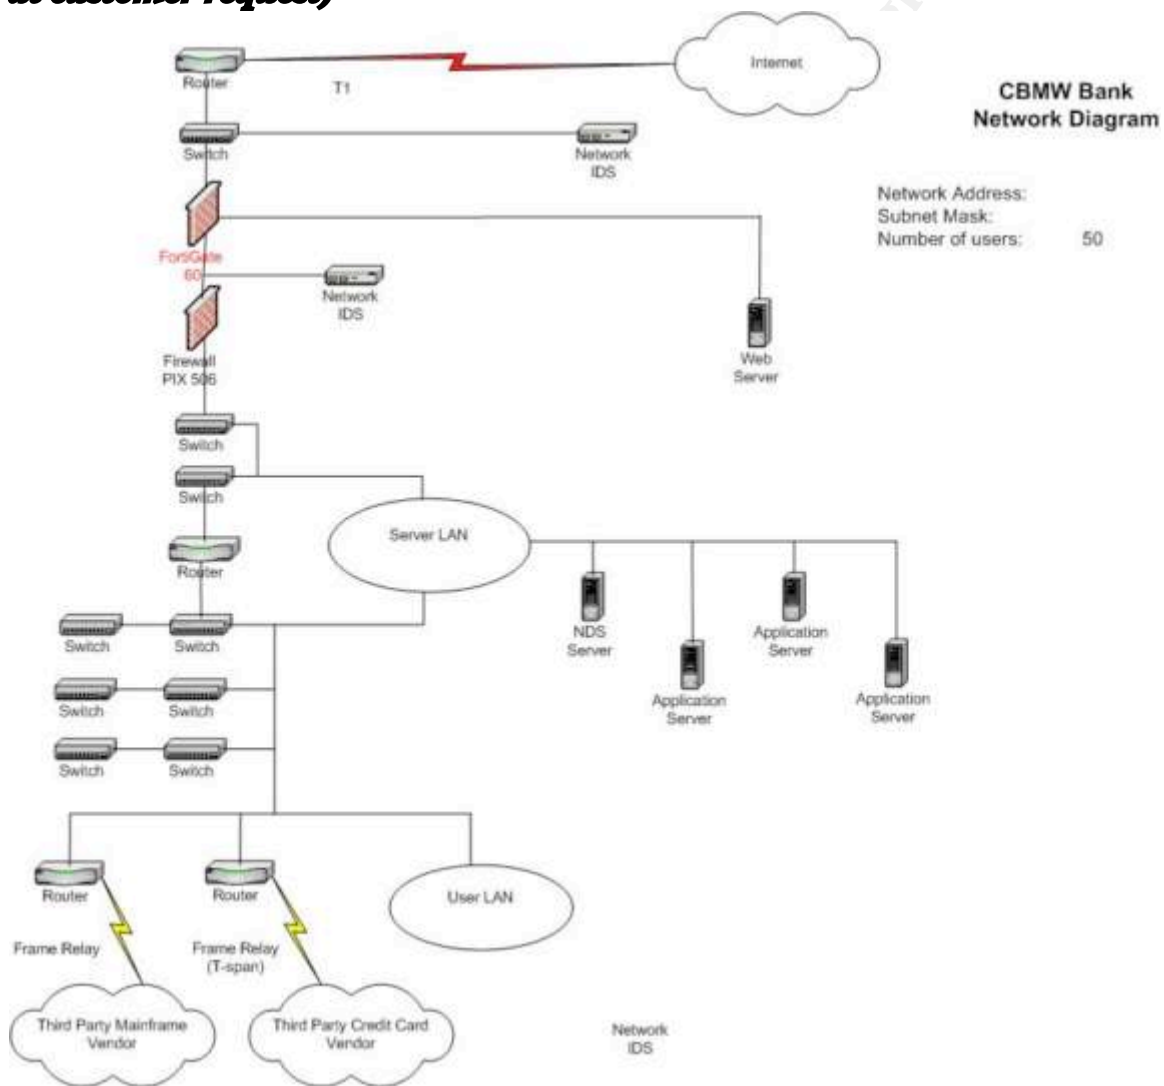 at customer request)
Internet
Router
T1
CBMW Bank
Network Diagram
Switch
Network
IDS
Network Address:
Subnet Mask:
Number of users: 50
FortiGate
60
Network
IDS
Firewall
PIX 506
Web
Server
Switch
Switch
Server LAN
Router
NDS
Server
Application
Server
Switch
Switch
Application
Server
Application
Server
Switch
Switch
Switch
Switch
Router
Router
User LAN
Frame Relay
Frame Relay
(T-span)
Third Party Mainframe
Vendor
Third Party Credit Card
Vendor
Network
IDS